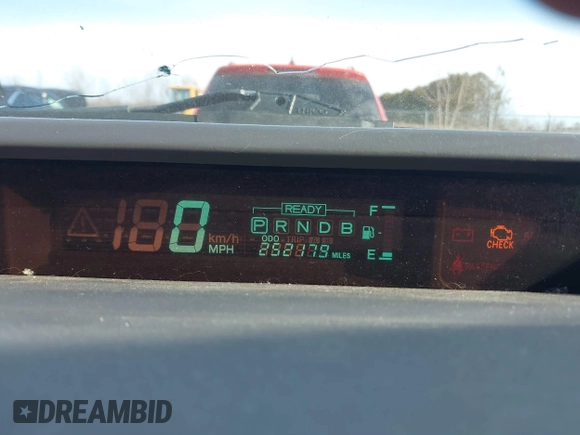 READY
F
180 km/h MPH
P R N D B
ODO TRIP
252179 MILES
E
CHECK
DREAMBID